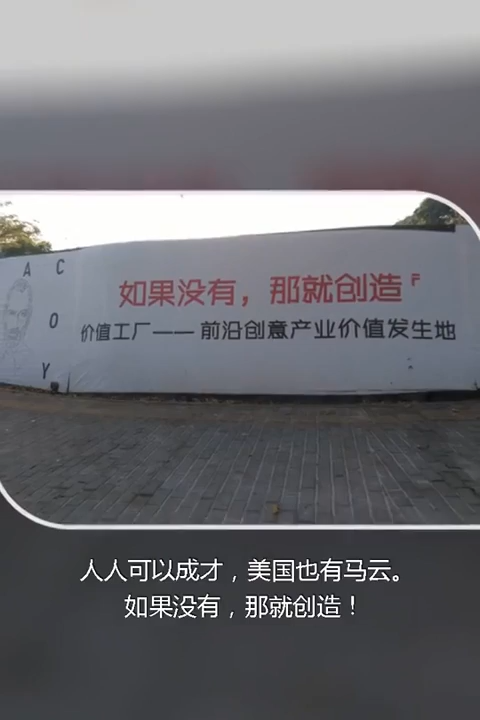 A C
O
Y
如果没有，那就创造
价值工厂——前沿创意产业价值发生地
人人可以成才，美国也有马云。
如果没有，那就创造！